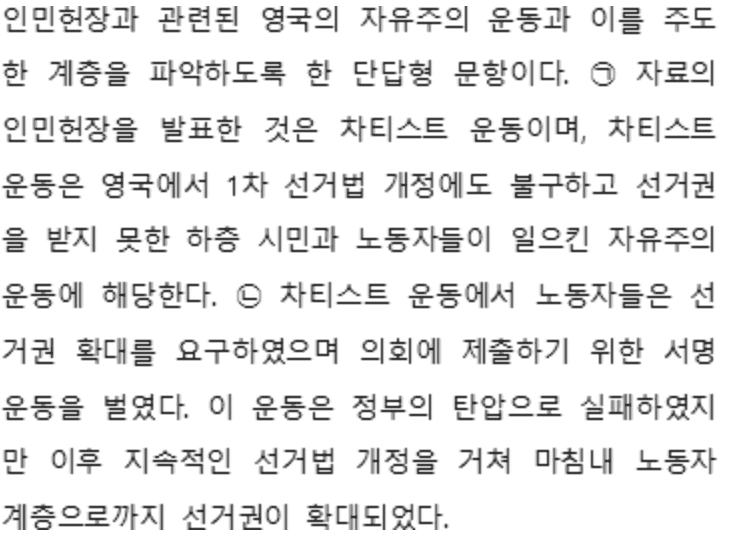 인민헌장과 관련된 영국의 자유주의 운동과 이를 주도
한 계층을 파악하도록 한 단답형 문항이다. ㉠ 자료의
인민헌장을 발표한 것은 차티스트 운동이며, 차티스트
운동은 영국에서 1차 선거법 개정에도 불구하고 선거권
을 받지 못한 하층 시민과 노동자들이 일으킨 자유주의
운동에 해당한다. ㉡ 차티스트 운동에서 노동자들은 선
거권 확대를 요구하였으며 의회에 제출하기 위한 서명
운동을 벌였다. 이 운동은 정부의 탄압으로 실패하였지
만 이후 지속적인 선거법 개정을 거쳐 마침내 노동자
계층으로까지 선거권이 확대되었다.